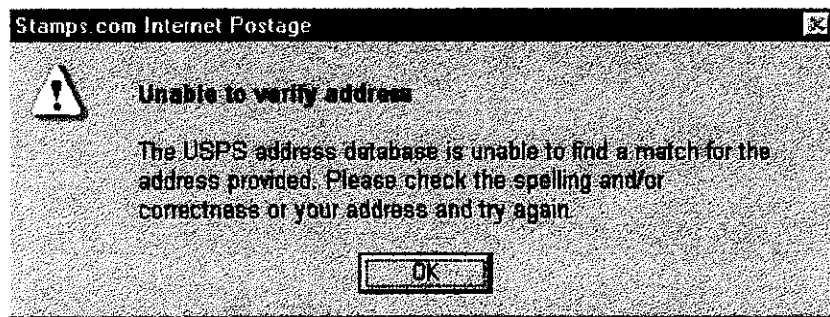 Stamps.com Internet Postage
Unable to verify address
The USPS address database is unable to find a match for the
address provided. Please check the spelling and/or
correctness or your address and try again.
OK